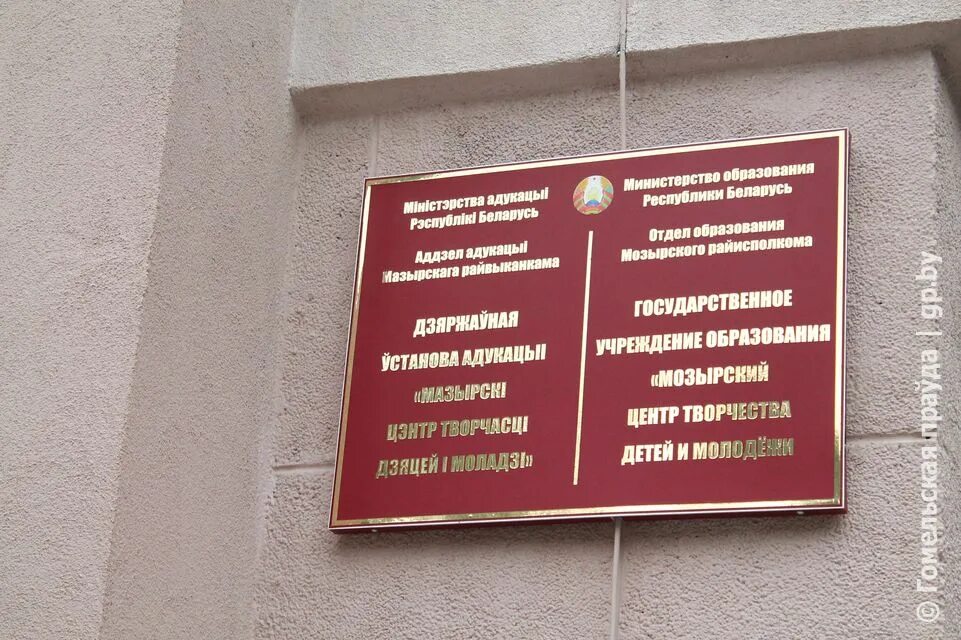 Міністэрства адукацыі
Рэспублікі Беларусь
Аддзел адукацыі
Мазырскага райвыканкама
ДЗЯРЖАЎНАЯ
ЎСТАНОВА АДУКАЦЫІ
«МАЗЫРСКІ
ЦЭНТР ТВОРЧАСЦІ
ДЗЯЦЕЙ І МОЛАДЗІ»
Министерство образования
Республики Беларусь
Отдел образования
Мозырского райисполкома
ГОСУДАРСТВЕННОЕ
УЧРЕЖДЕНИЕ ОБРАЗОВАНИЯ
«МОЗЫРСКИЙ
ЦЕНТР ТВОРЧЕСТВА
ДЕТЕЙ И МОЛОДЁЖИ
© Гомельская праўда | gp.by